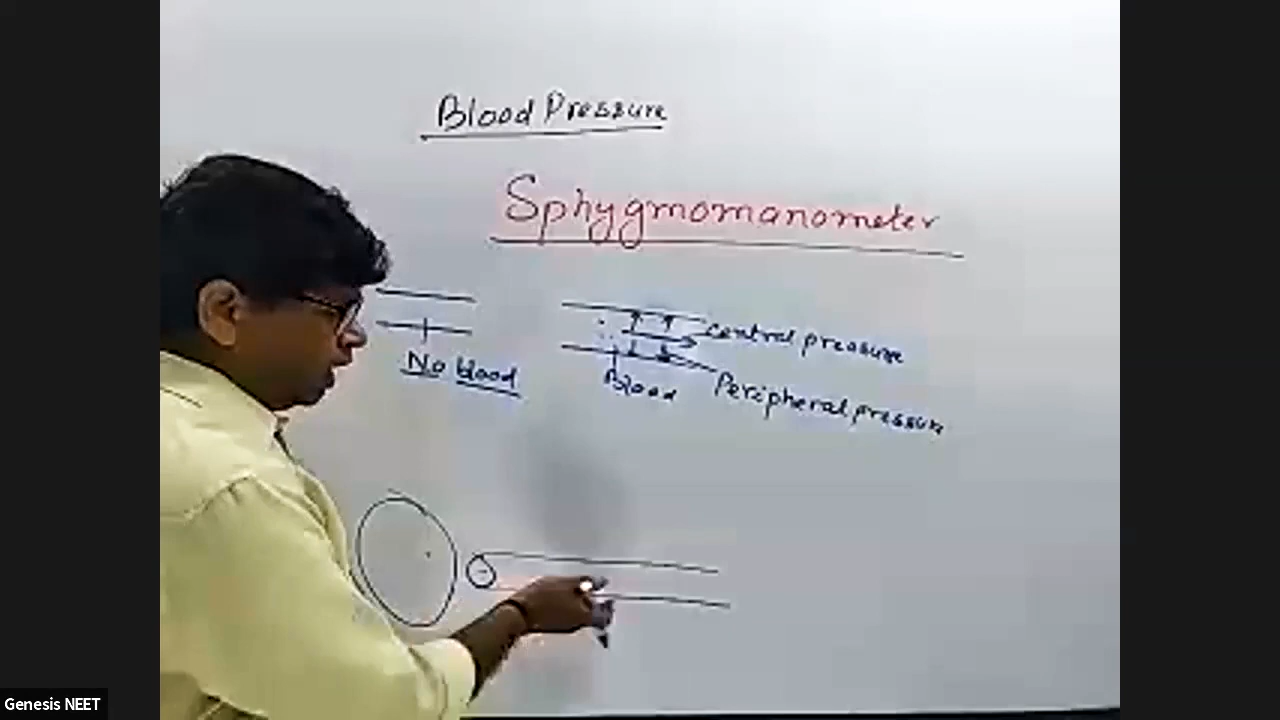 Blood Pressure
Sphygmomanometer
No blood
Central pressure
Blood
Peripheral pressure
Genesis NEET